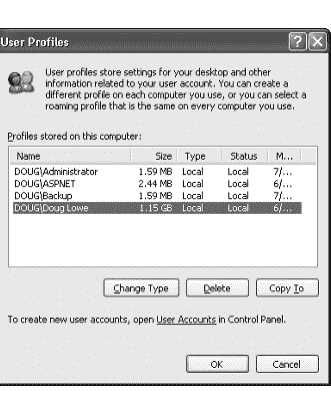 User Profiles
User profiles store settings for your desktop and other
information related to your user account. You can create a
different profile on each computer you use, or you can select a
roaming profile that is the same on every computer you use.
Profiles stored on this computer:
Name Size Type Status M...
DOUG\Administrator 1.59 MB Local Local 7/...
DOUG\ASPNET 2.44 MB Local Local 6/...
DOUG\Backup 1.59 MB Local Local 7/...
DOUG\Doug Lowe 1.15 GB Local Local 6/...
Change Type Delete Copy To
To create new user accounts, open User Accounts in Control Panel.
OK Cancel